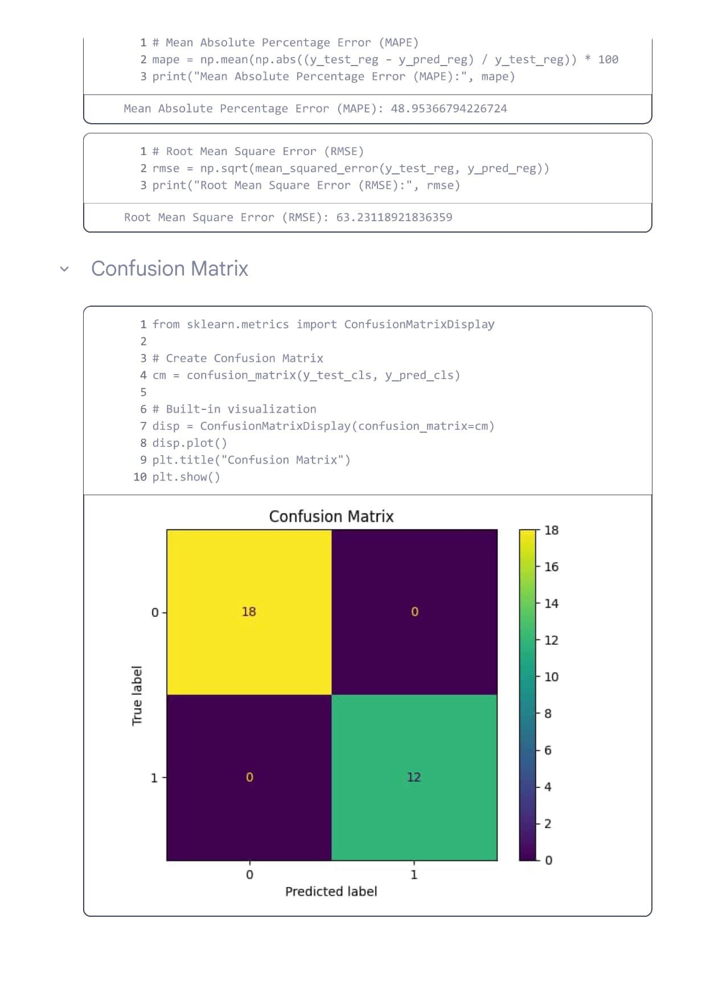 1 # Mean Absolute Percentage Error (MAPE)
2 mape = np.mean(np.abs((y_test_reg - y_pred_reg) / y_test_reg)) * 100
3 print("Mean Absolute Percentage Error (MAPE):", mape)
Mean Absolute Percentage Error (MAPE): 48.95366794226724
1 # Root Mean Square Error (RMSE)
2 rmse = np.sqrt(mean_squared_error(y_test_reg, y_pred_reg))
3 print("Root Mean Square Error (RMSE):", rmse)
Root Mean Square Error (RMSE): 63.23118921836359
Confusion Matrix
1 from sklearn.metrics import ConfusionMatrixDisplay
2
3 # Create Confusion Matrix
4 cm = confusion_matrix(y_test_cls, y_pred_cls)
5
6 # Built-in visualization
7 disp = ConfusionMatrixDisplay(confusion_matrix=cm)
8 disp.plot()
9 plt.title("Confusion Matrix")
10 plt.show()
Confusion Matrix
18
16
14
12
10
8
6
4
2
0
True label
0
18
0
1
0
12
0
1
Predicted label